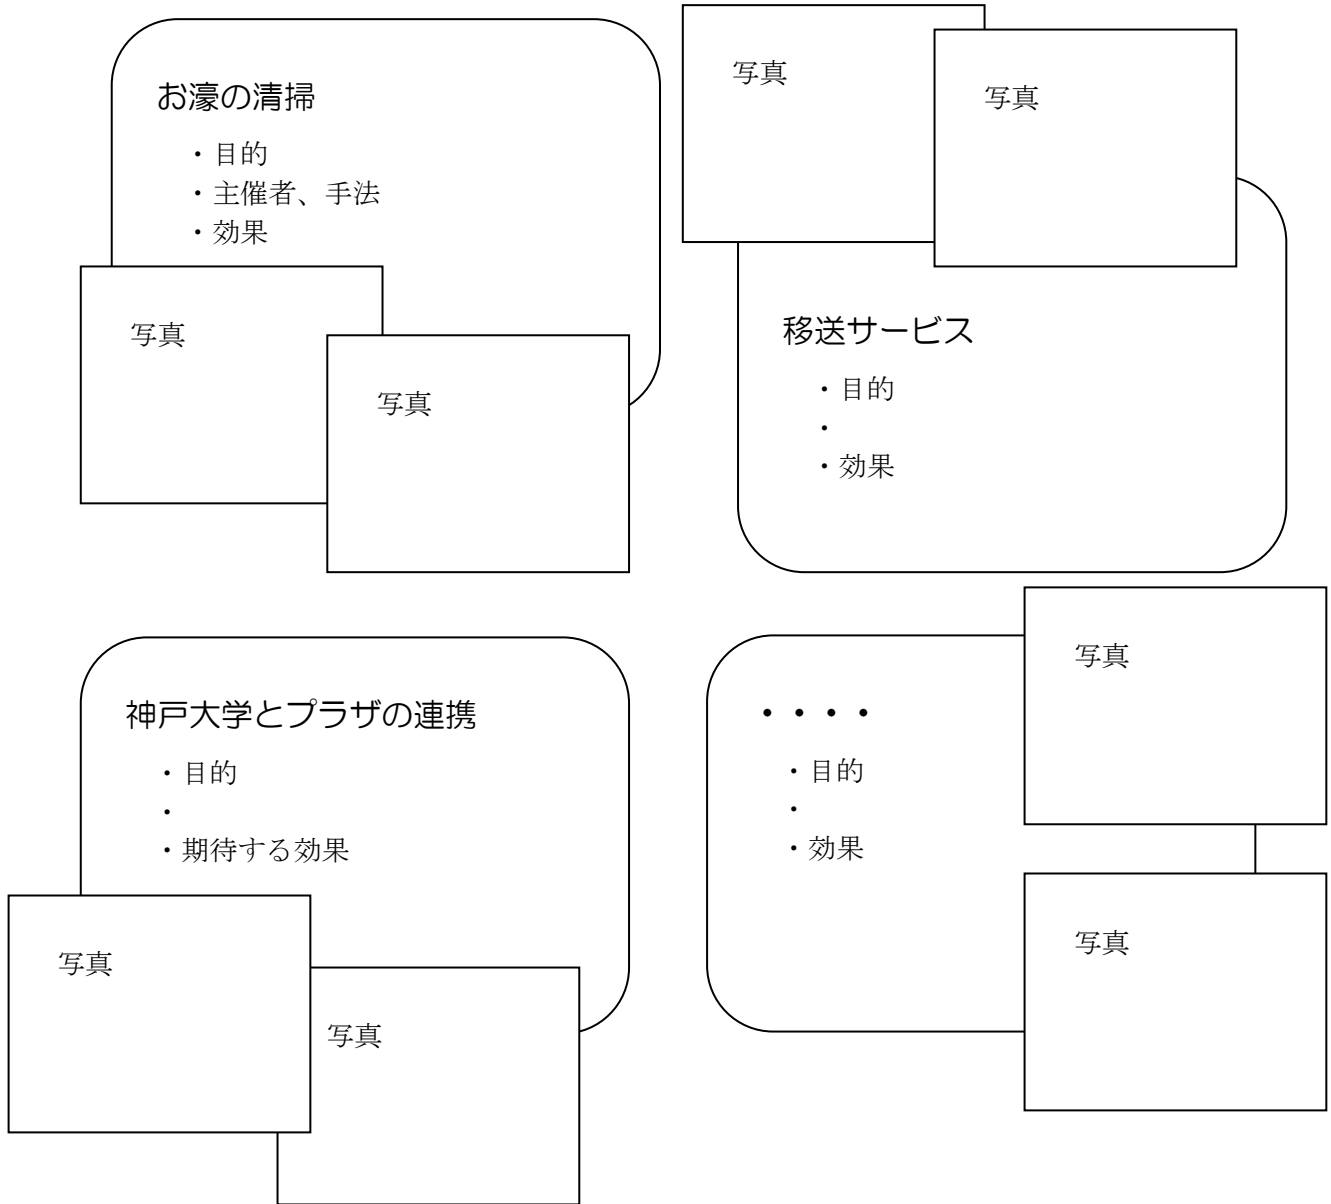 お濠の清掃
・目的
・主催者、手法
・効果
写真
写真
写真
写真
移送サービス
・目的
・
・効果
神戸大学とプラザの連携
・目的
・
・期待する効果
写真
写真
・・・・
・目的
・
・効果
写真
写真